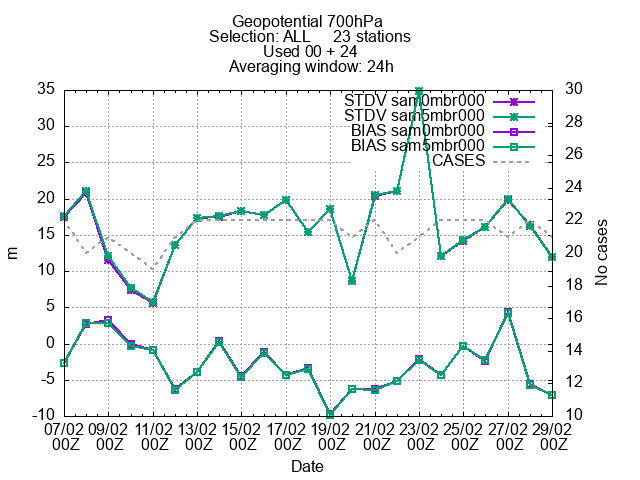 Geopotential 700hPa
Selection: ALL 23 stations
Used 00 + 24
Averaging window: 24h
STDV sam0mbr000
STDV sam5mbr000
BIAS sam0mbr000
BIAS sam5mbr000
CASES
35
30
25
20
15
10
5
0
-5
-10
m
30
28
26
24
22
20
18
16
14
12
10
No cases
07/02 09/02 11/02 13/02 15/02 17/02 19/02 21/02 23/02 25/02 27/02 29/02
00Z 00Z 00Z 00Z 00Z 00Z 00Z 00Z 00Z 00Z 00Z 00Z
Date